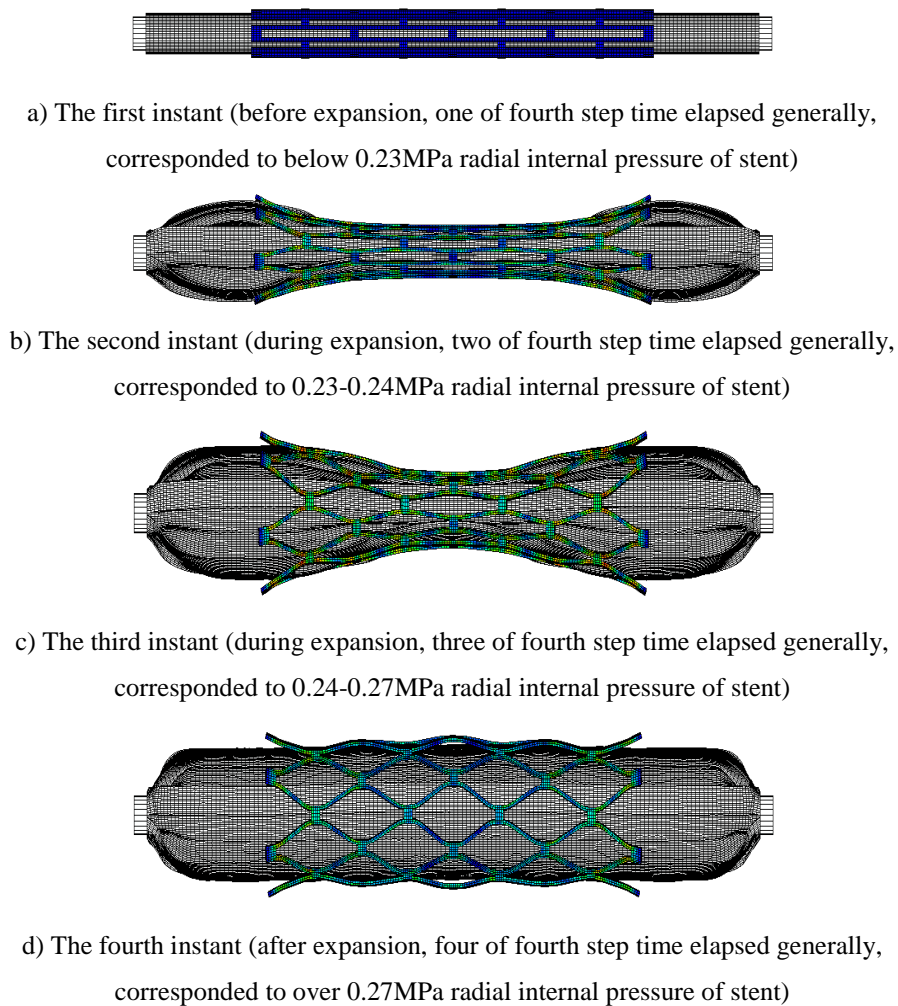 a) The first instant (before expansion, one of fourth step time elapsed generally,
corresponded to below 0.23MPa radial internal pressure of stent)
b) The second instant (during expansion, two of fourth step time elapsed generally,
corresponded to 0.23-0.24MPa radial internal pressure of stent)
c) The third instant (during expansion, three of fourth step time elapsed generally,
corresponded to 0.24-0.27MPa radial internal pressure of stent)
d) The fourth instant (after expansion, four of fourth step time elapsed generally,
corresponded to over 0.27MPa radial internal pressure of stent)